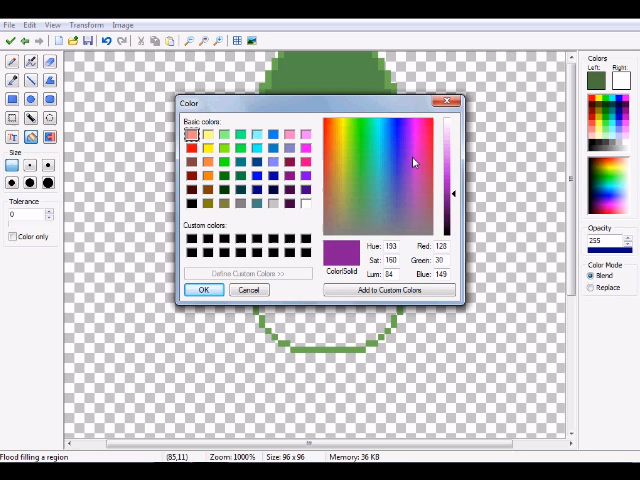 File Edit View Transform Image
Colors
Left: Right:
Color
Basic colors:
Custom colors:
Define Custom Colors >>
OK Cancel
Color|Solid
Hue: 193 Red: 128
Sat: 160 Green: 30
Lum: 84 Blue: 149
Add to Custom Colors
Size
Tolerance
0
Color only
Opacity
255
Color Mode
Blend
Replace
Flood filling a region (85,11) Zoom: 1000% Size: 96 x 96 Memory: 36 KB